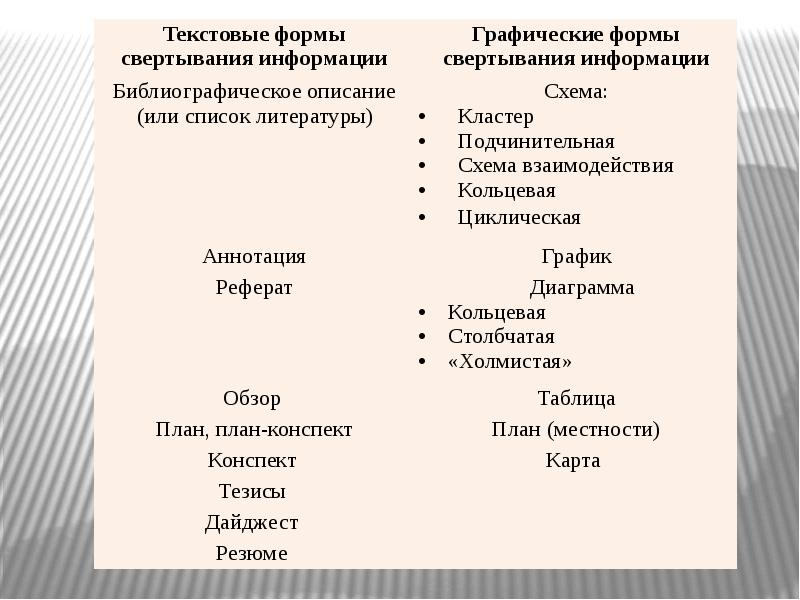 Текстовые формы
свертывания информации
Графические формы
свертывания информации
Библиографическое описание
(или список литературы)
Схема:
• Кластер
• Подчинительная
• Схема взаимодействия
• Кольцевая
• Циклическая
Аннотация
График
Реферат
Диаграмма
• Кольцевая
• Столбчатая
• «Холмистая»
Обзор
Таблица
План, план-конспект
План (местности)
Конспект
Карта
Тезисы
Дайджест
Резюме